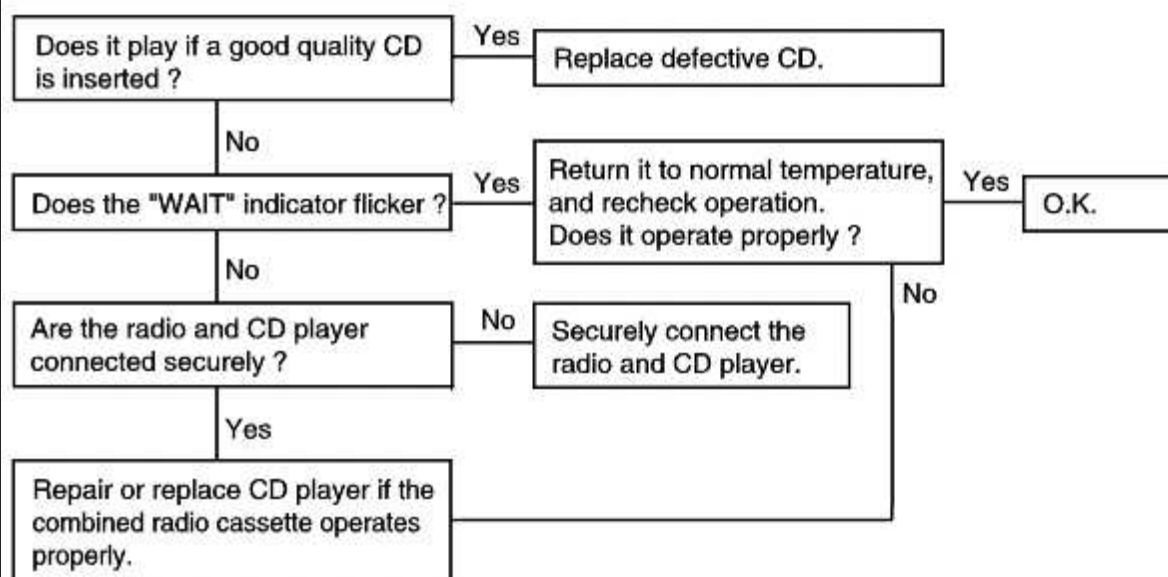 Does it play if a good quality CD
is inserted ?
Yes
Replace defective CD.
No
Does the "WAIT" indicator flicker ?
Yes
Return it to normal temperature,
and recheck operation.
Does it operate properly ?
Yes
O.K.
No
No
Are the radio and CD player
connected securely ?
No
Securely connect the
radio and CD player.
Yes
Repair or replace CD player if the
combined radio cassette operates
properly.